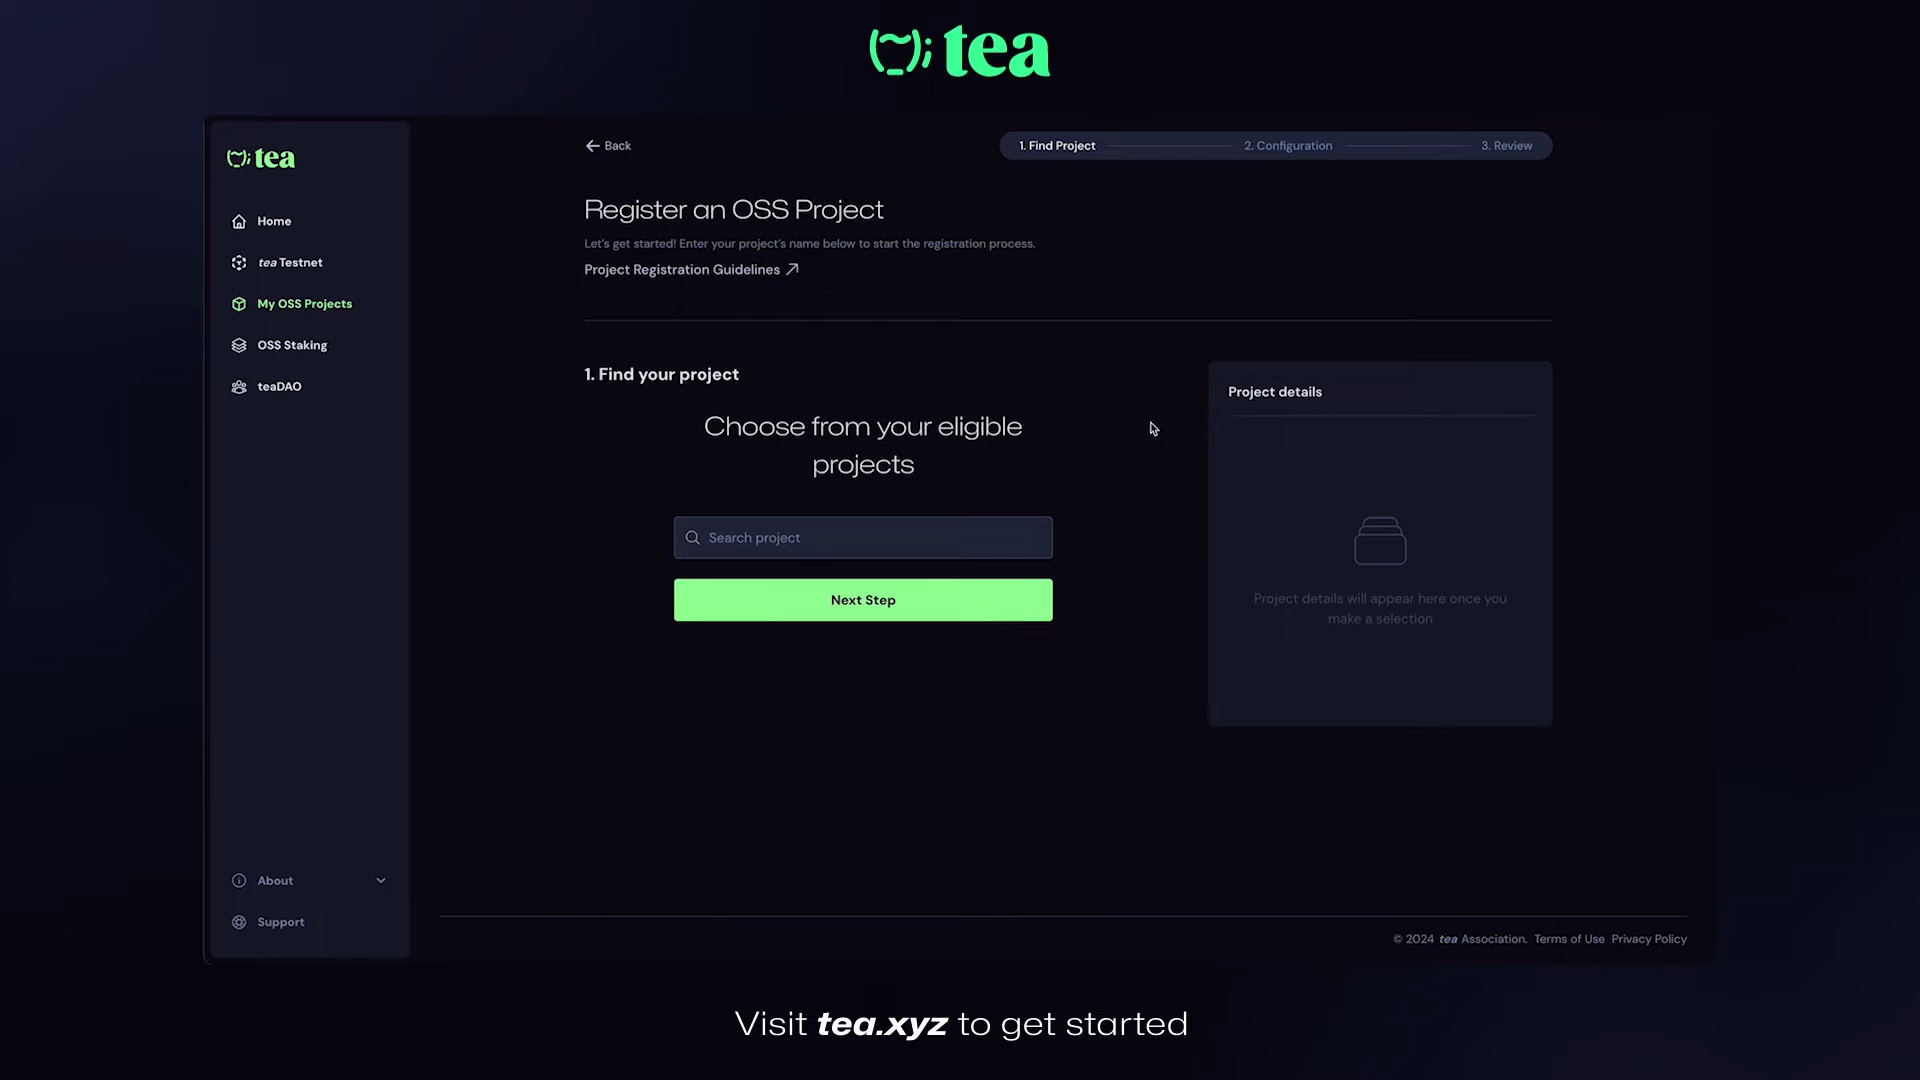 tea
tea
Home
tea Testnet
My OSS Projects
OSS Staking
teaDAO
About
Support
Back
1. Find Project
2. Configuration
3. Review
Register an OSS Project
Let's get started! Enter your project's name below to start the registration process.
Project Registration Guidelines
1. Find your project
Choose from your eligible
projects
Search project
Next Step
Project details
Project details will appear here once you
make a selection
© 2024 tea Association. Terms of Use Privacy Policy
Visit tea.xyz to get started